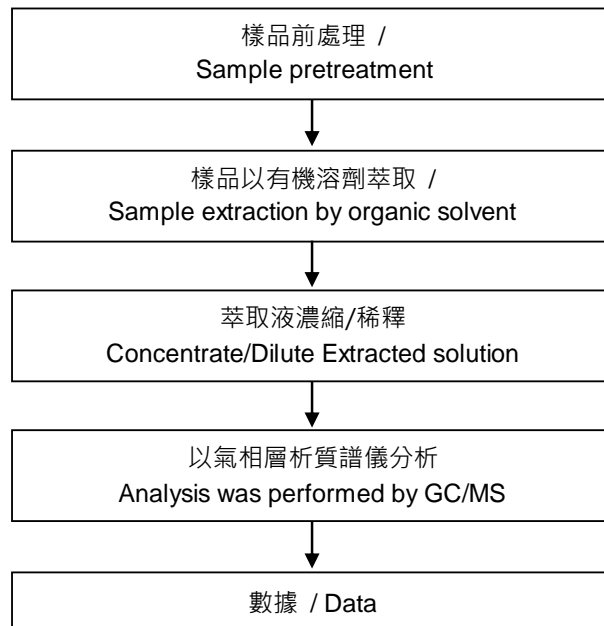 樣品前處理 /
Sample pretreatment
樣品以有機溶劑萃取 /
Sample extraction by organic solvent
萃取液濃縮/稀釋
Concentrate/Dilute Extracted solution
以氣相層析質譜儀分析
Analysis was performed by GC/MS
數據 / Data